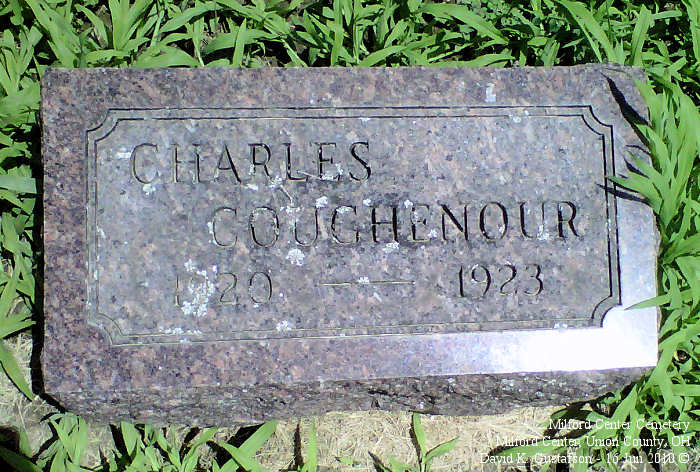 CHARLES
COUGHENOUR
1920 — 1923
Milford Center Cemetery
Milford Center, Union County, OH
David K. Gustafson - 16 Jun 2010 ©